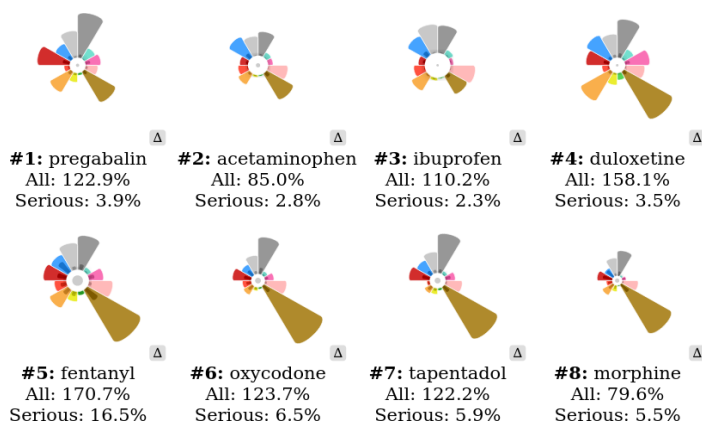 Δ Δ Δ Δ
#1: pregabalin #2: acetaminophen #3: ibuprofen #4: duloxetine
All: 122.9% All: 85.0% All: 110.2% All: 158.1%
Serious: 3.9% Serious: 2.8% Serious: 2.3% Serious: 3.5%
Δ Δ Δ Δ
#5: fentanyl #6: oxycodone #7: tapentadol #8: morphine
All: 170.7% All: 123.7% All: 122.2% All: 79.6%
Serious: 16.5% Serious: 6.5% Serious: 5.9% Serious: 5.5%